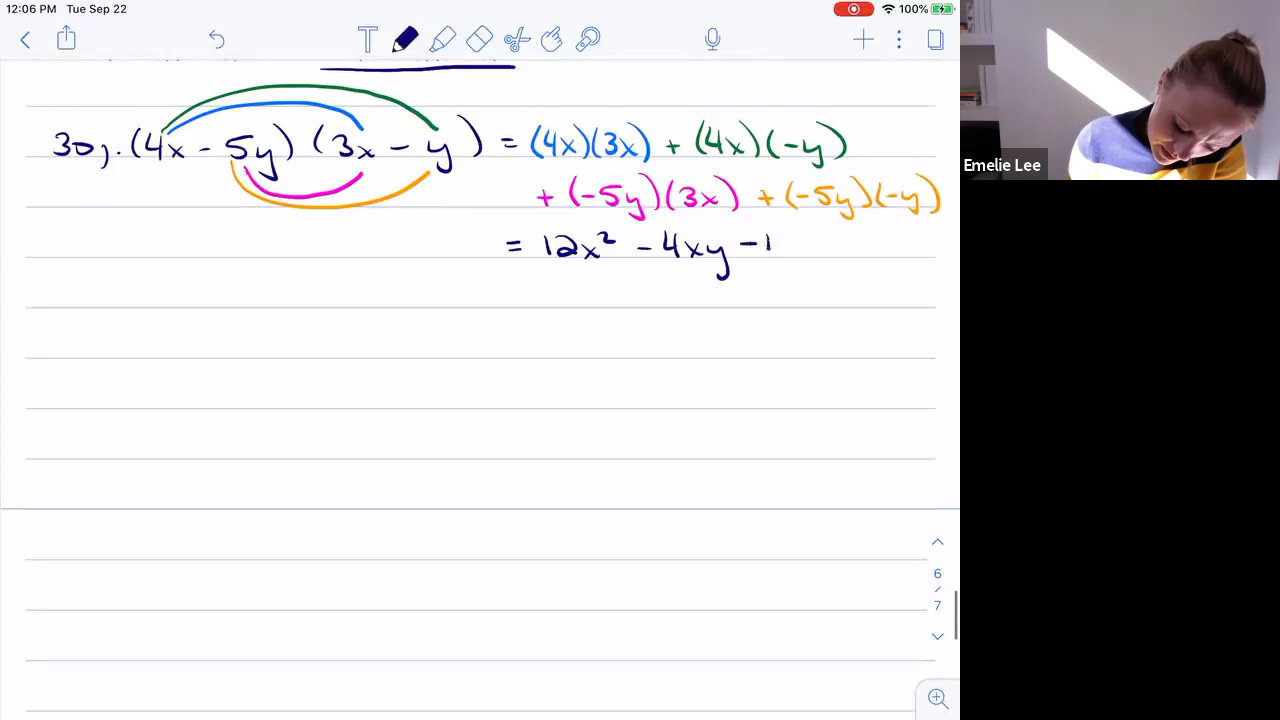 12:06 PM Tue Sep 22 100%
30j. (4x - 5y) (3x - y) = (4x)(3x) + (4x)(-y)
+ (-5y)(3x) + (-5y)(-y)
= 12x² - 4xy - 1
Emelie Lee
6
/
7